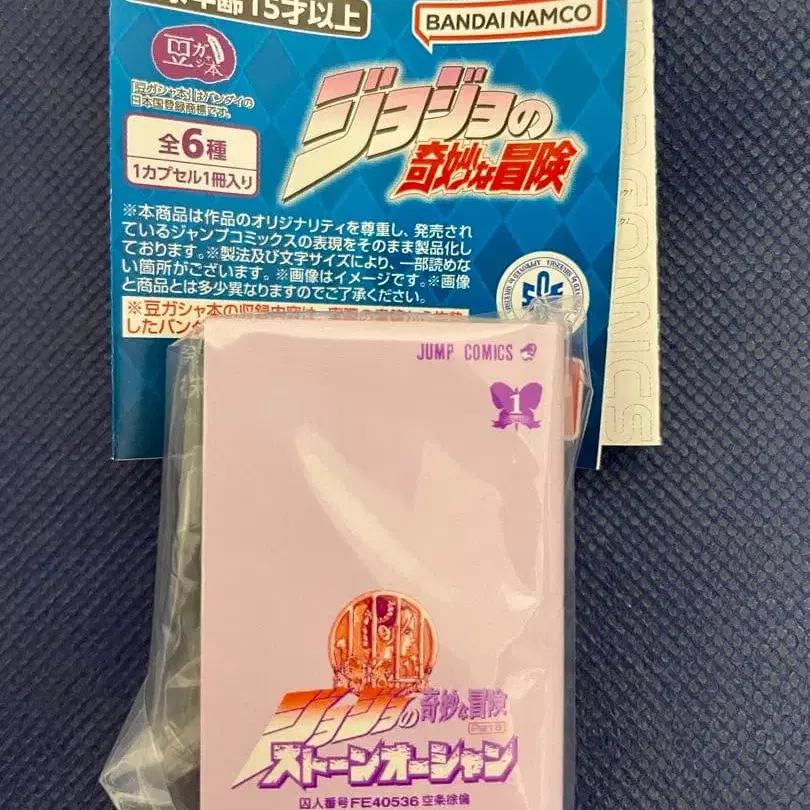 年齢15才以上
BANDAI NAMCO
豆ガシャ本
「豆ガシャ本」はバンダイの
日本国登録商標です。
全6種
1カプセル1冊入り
ジョジョの
奇妙な冒険
※本商品は作品のオリジナリティを尊重し、発売され
ているジャンプコミックスの表現をそのまま製品化し
ております。※製法及び文字サイズにより、一部読めな
い箇所がございます。※画像はイメージです。※画像
と商品とは多少異なりますのでご了承ください。
※豆ガシャ本の収録内容は、実際の
したバンダ
JUMP COMICS
1
ジョジョの奇妙な冒険
Part 6
ストーンオーシャン
囚人番号FE40536 空条徐倫